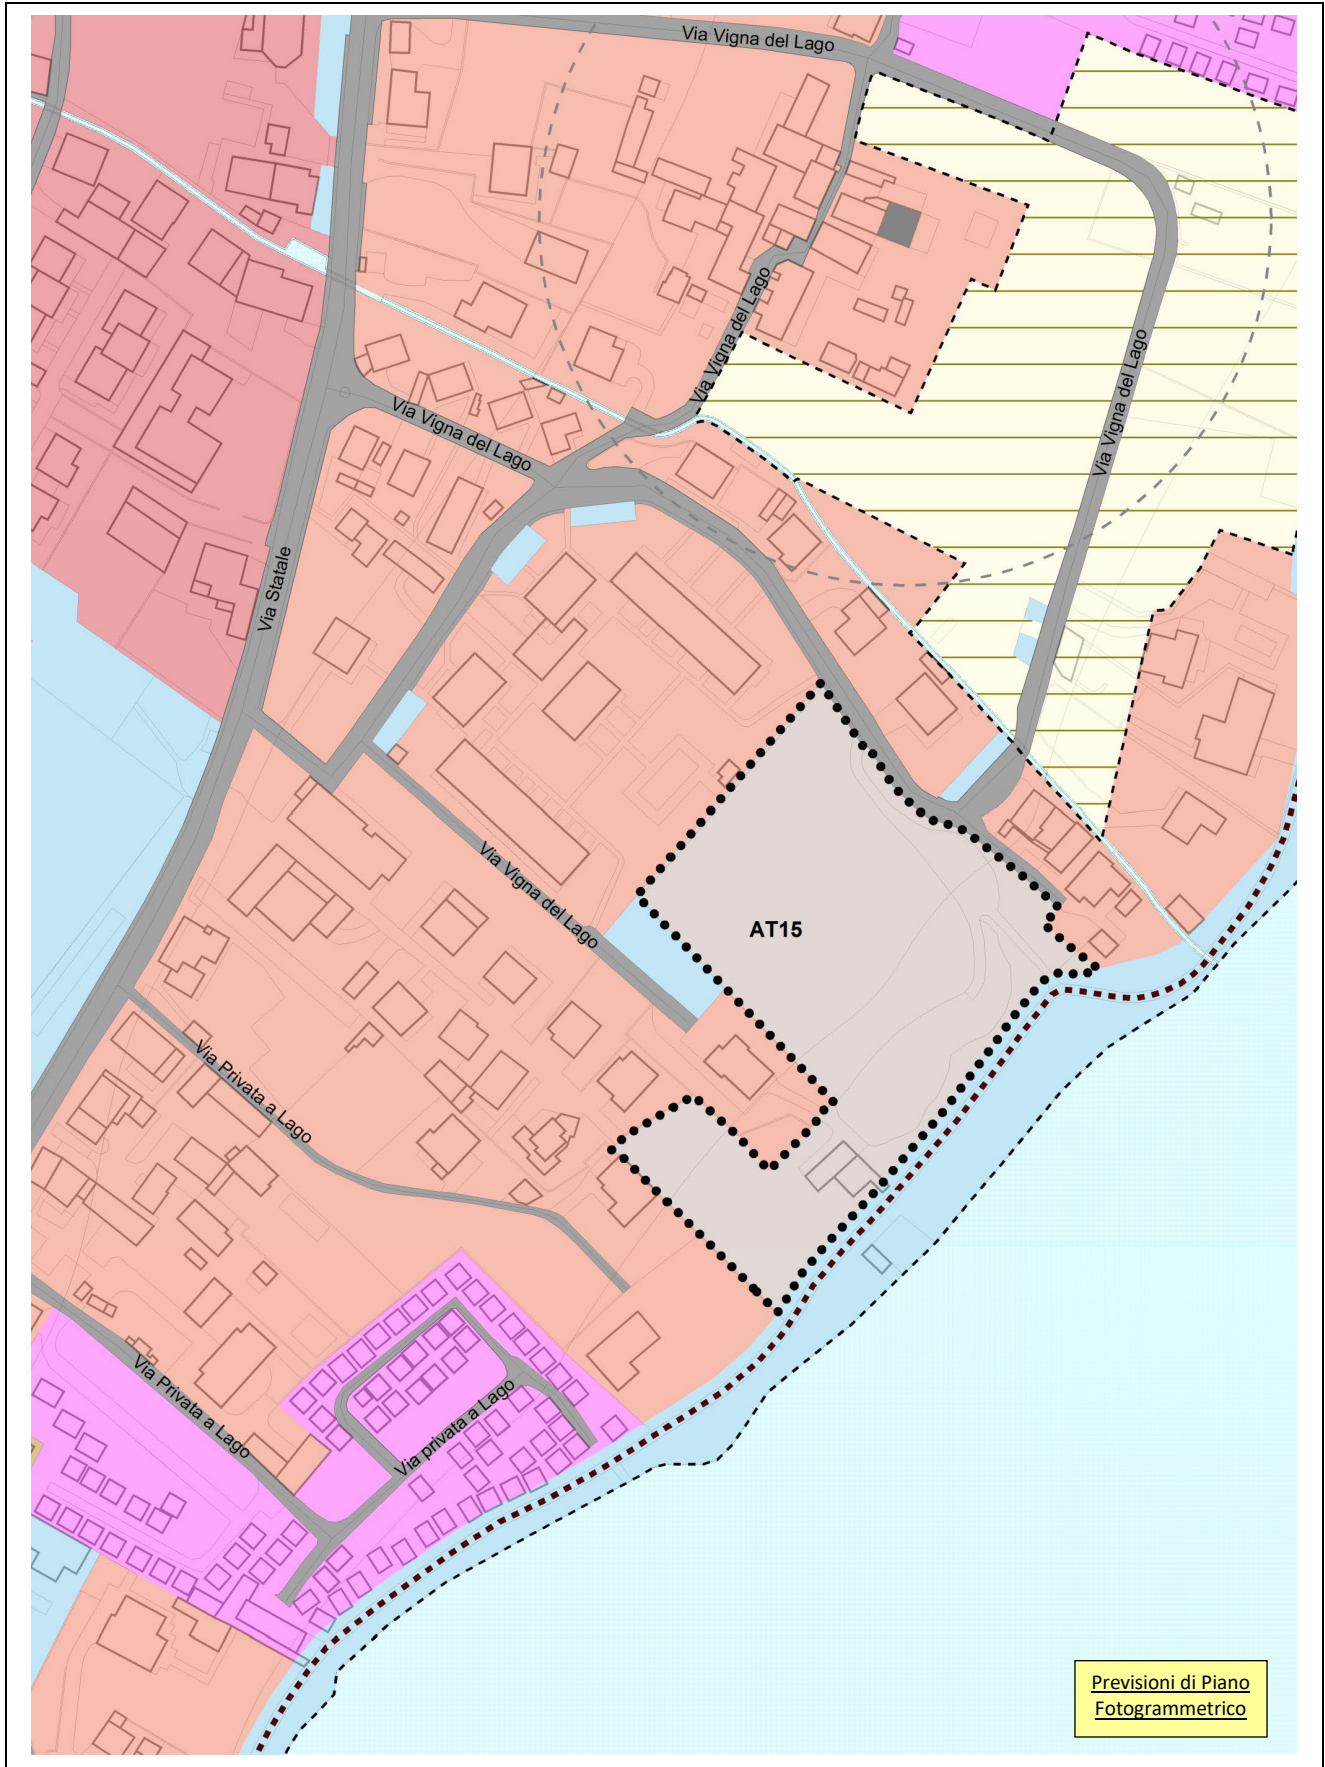 Via Vigna del Lago
Via Vigna del Lago
Via Vigna del Lago
Via Vigna del Lago
Via Statale
Via Vigna del Lago
AT15
Via Privata a Lago
Via Privata a Lago
Via privata a Lago
Previsioni di Piano
Fotogrammetrico